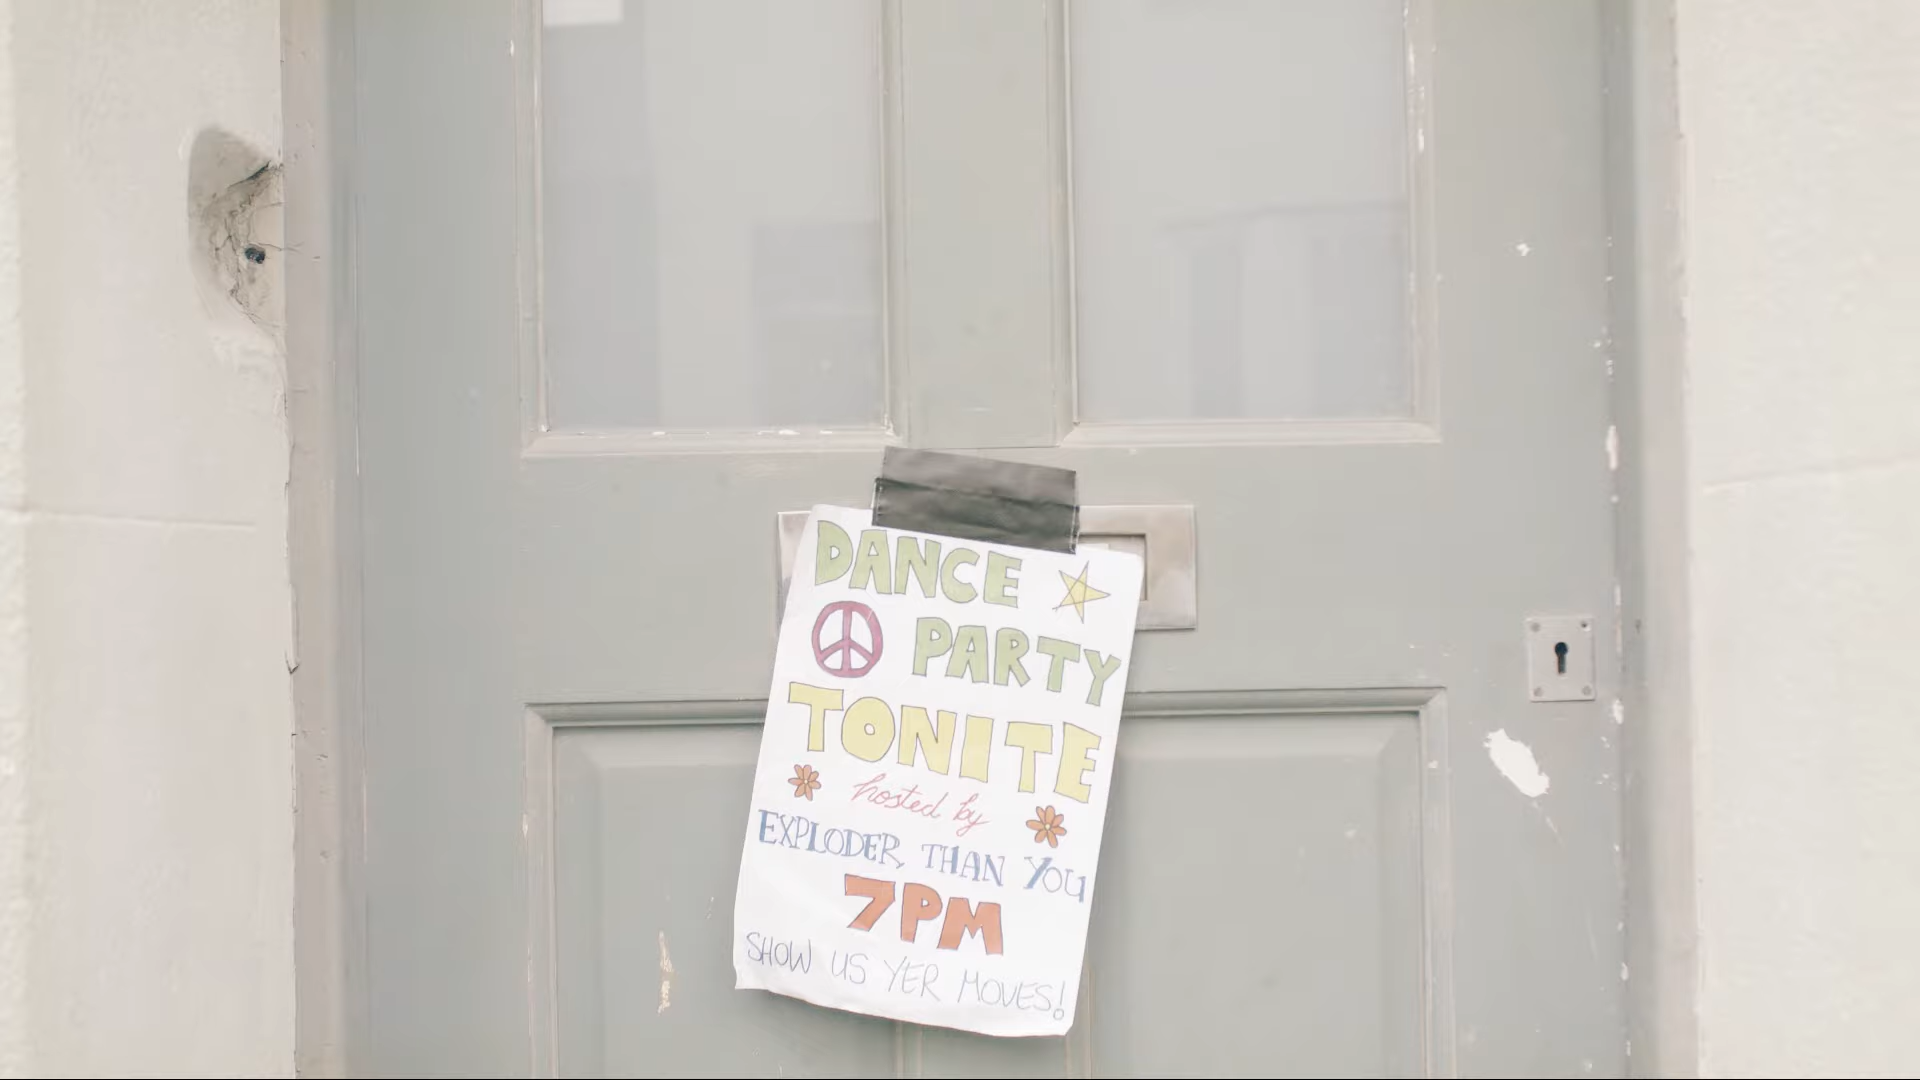 DANCE
PARTY
TONITE
hosted by
EXPLODER THAN YOU
7PM
SHOW US YER MOVES!